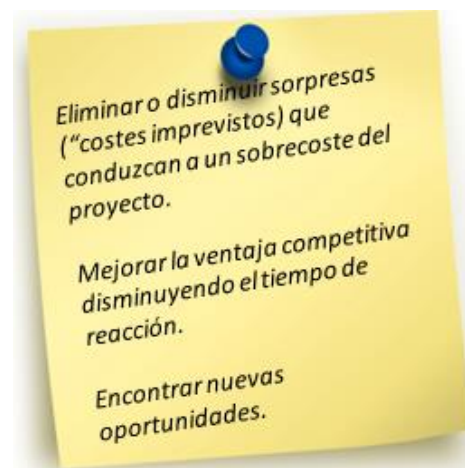 Eliminar o disminuir sorpresas
(“costes imprevistos) que
conduzcan a un sobrecoste del
proyecto.
Mejorar la ventaja competitiva
disminuyendo el tiempo de
reacción.
Encontrar nuevas
oportunidades.